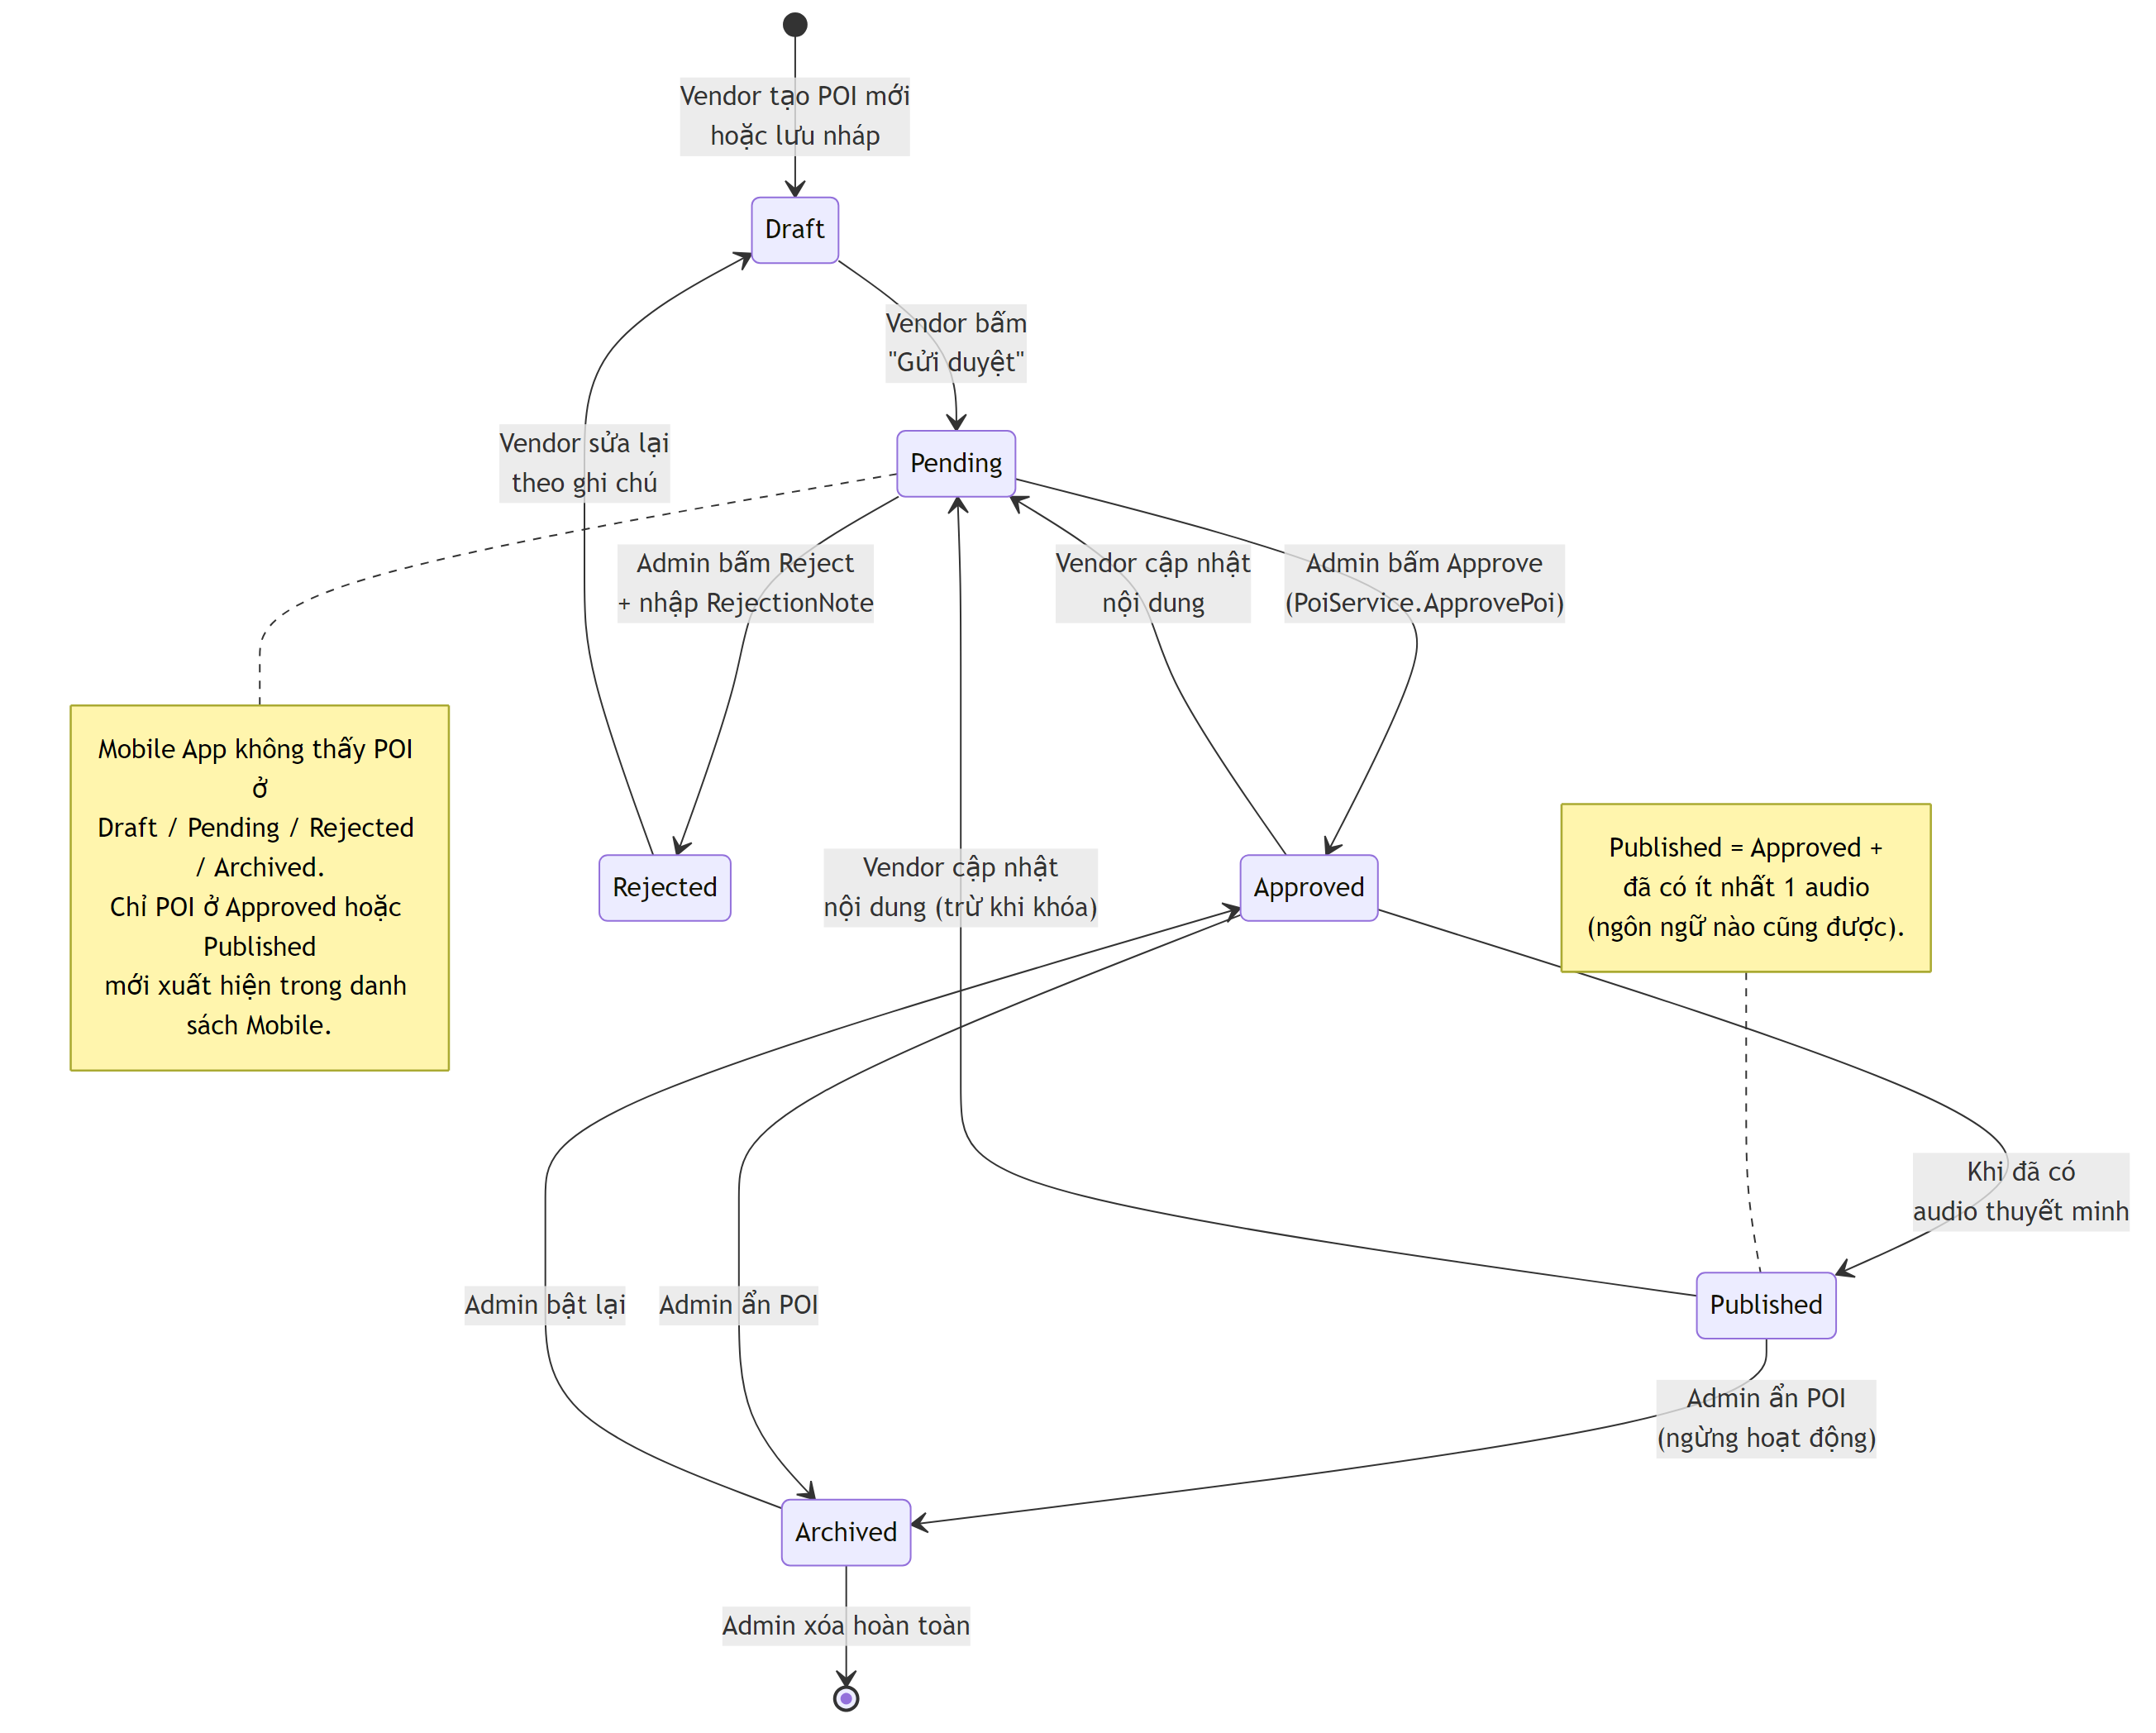 Vendor tạo POI mới
hoặc lưu nháp
Draft
Vendor bấm
"Gửi duyệt"
Vendor sửa lại
theo ghi chú
Pending
Admin bấm Reject
+ nhập RejectionNote
Vendor cập nhật
nội dung
Admin bấm Approve
(PoiService.ApprovePoi)
Mobile App không thấy POI
ở
Draft / Pending / Rejected
/ Archived.
Chỉ POI ở Approved hoặc
Published
mới xuất hiện trong danh
sách Mobile.
Rejected
Vendor cập nhật
nội dung (trừ khi khóa)
Approved
Published = Approved +
đã có ít nhất 1 audio
(ngôn ngữ nào cũng được).
Khi đã có
audio thuyết minh
Admin bật lại
Admin ẩn POI
Published
Admin ẩn POI
(ngừng hoạt động)
Archived
Admin xóa hoàn toàn